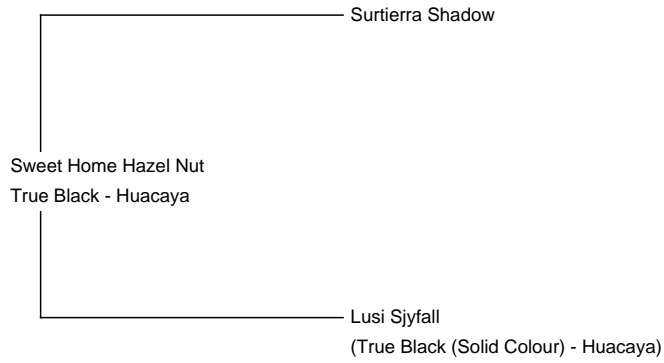 Surtierra Shadow
Sweet Home Hazel Nut
True Black - Huacaya
Lusi Sjyfall
(True Black (Solid Colour) - Huacaya)